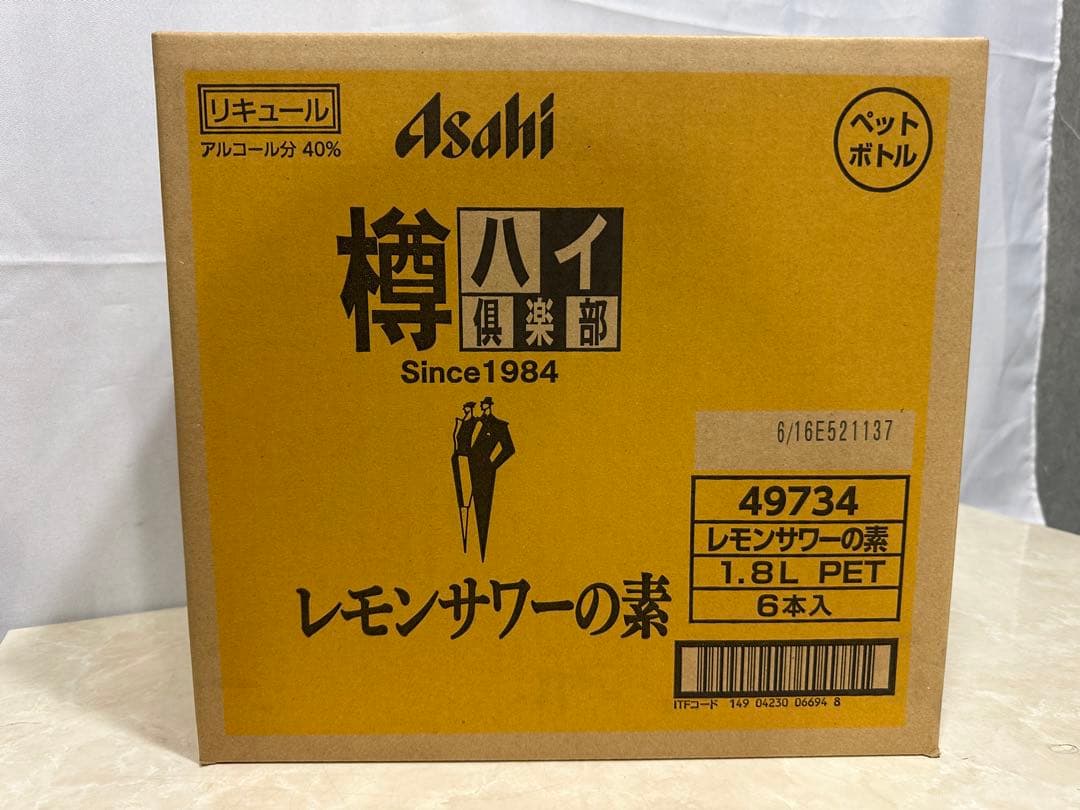 リキュール
アルコール分 40%
Asahi
ペット
ボトル
樽ハイ
倶楽部
Since1984
6/16E521137
49734
レモンサワーの素
1.8L PET
6本入
レモンサワーの素
ITFコード 149 04230 06694 8